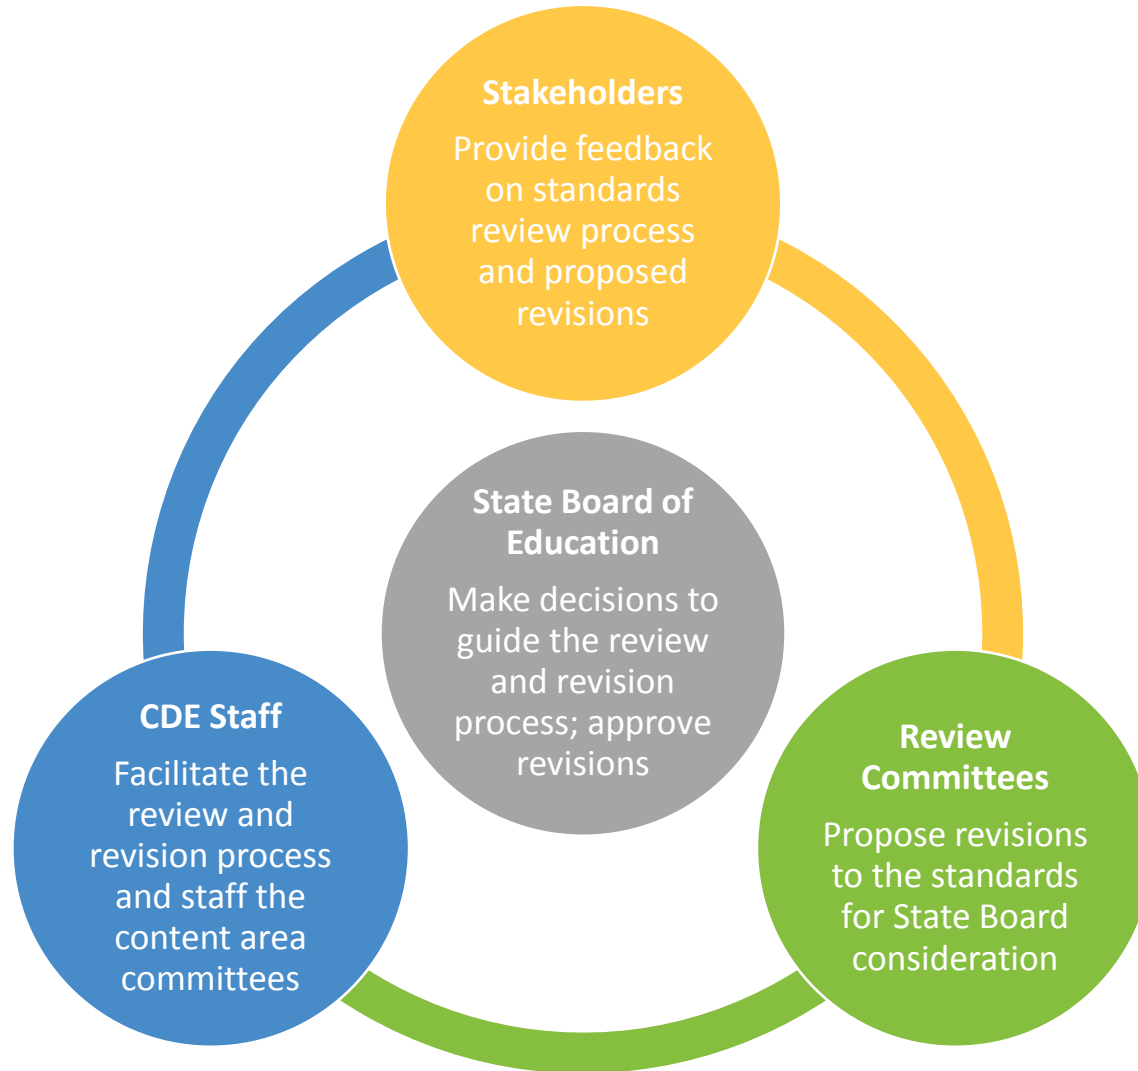 Stakeholders
Provide feedback
on standards
review process
and proposed
revisions
State Board of
Education
Make decisions to
guide the review
and revision
process; approve
revisions
CDE Staff
Facilitate the
review and
revision process
and staff the
content area
committees
Review
Committees
Propose revisions
to the standards
for State Board
consideration